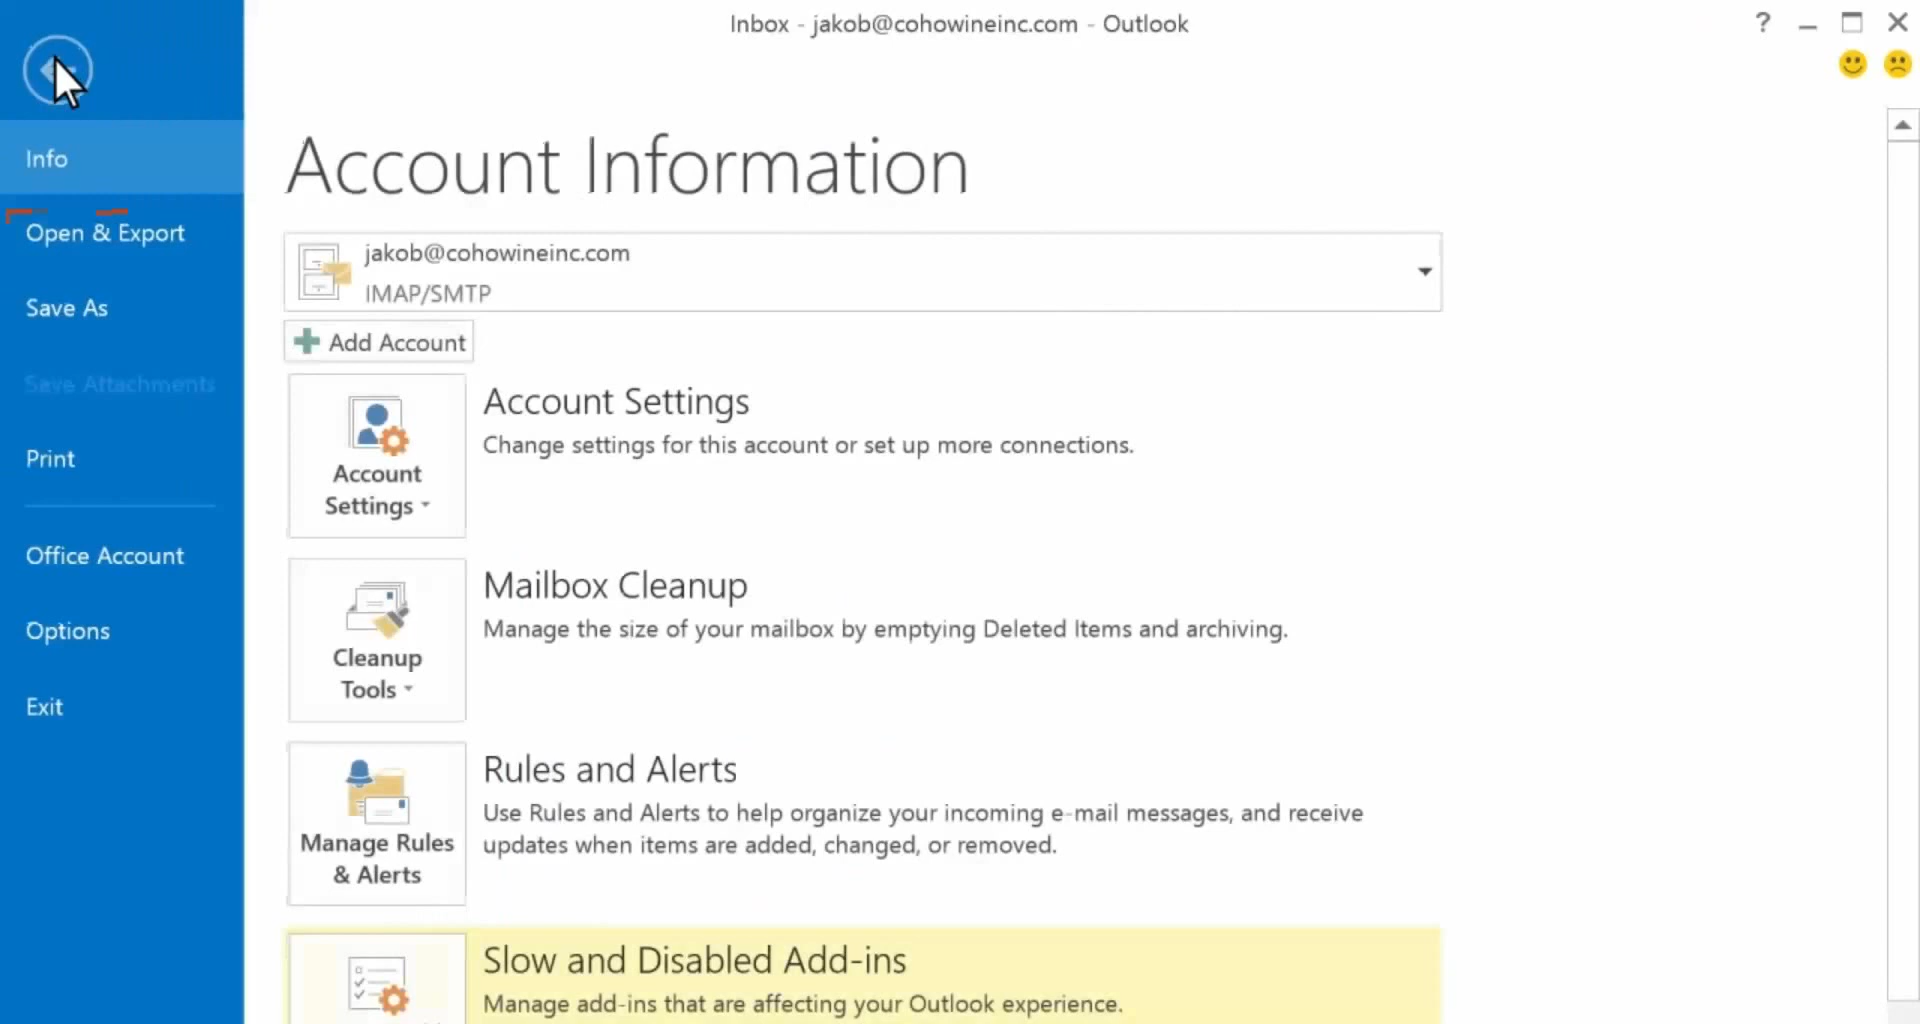 Inbox - jakob@cohowineinc.com - Outlook
?
Info
Open & Export
Save As
Save Attachments
Print
Office Account
Options
Exit
Account Information
jakob@cohowineinc.com
IMAP/SMTP
Add Account
Account
Settings
Account Settings
Change settings for this account or set up more connections.
Cleanup
Tools
Mailbox Cleanup
Manage the size of your mailbox by emptying Deleted Items and archiving.
Manage Rules
& Alerts
Rules and Alerts
Use Rules and Alerts to help organize your incoming e-mail messages, and receive
updates when items are added, changed, or removed.
Slow and Disabled Add-ins
Manage add-ins that are affecting your Outlook experience.